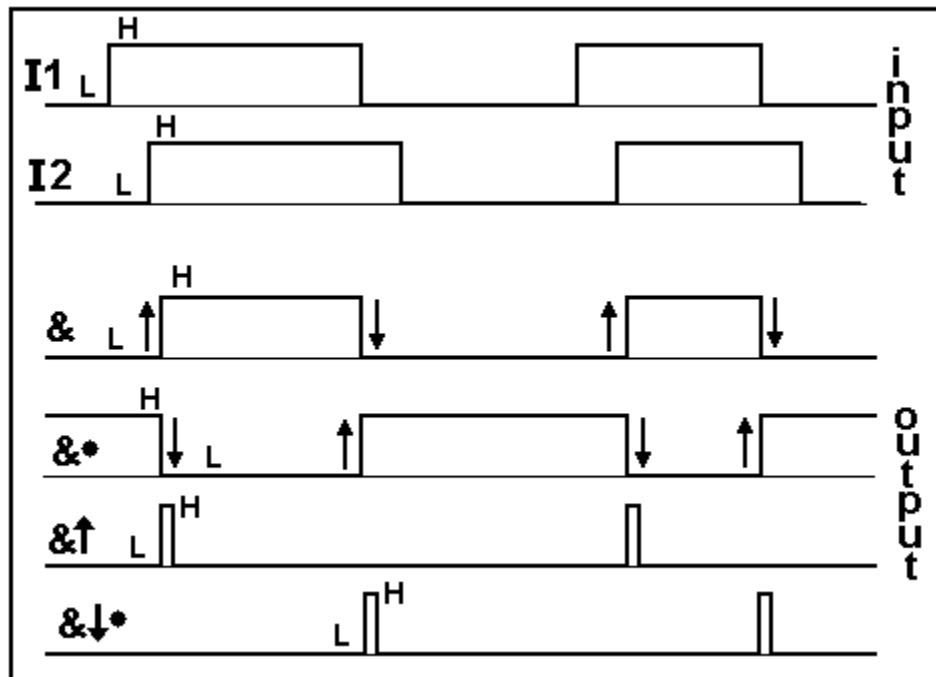 H
I1 L
H
I2 L
input
H
& L
H
&• L
output
&↑ L H
&↓• L H